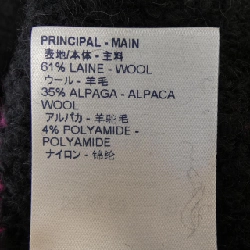 PRINCIPAL - MAIN
表地/本体 - 主料
61% LAINE - WOOL
ウール - 羊毛
35% ALPAGA - ALPACA
WOOL
アルパカ - 羊驼毛
4% POLYAMIDE -
POLYAMIDE
ナイロン - 锦纶